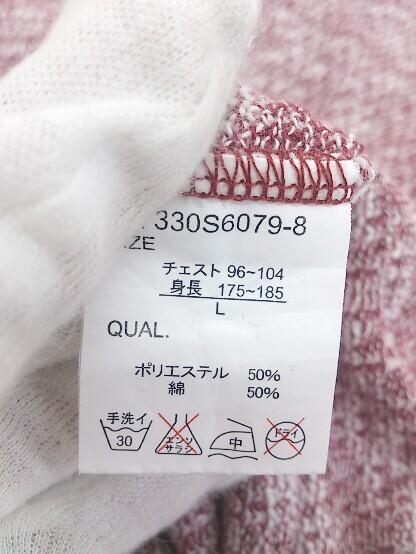 330S6079-8
IZE
チェスト 96~104
身長 175~185
L
QUAL.
ポリエステル 50%
綿 50%
手洗イ
30
エンソ
サラシ
中
ドライ